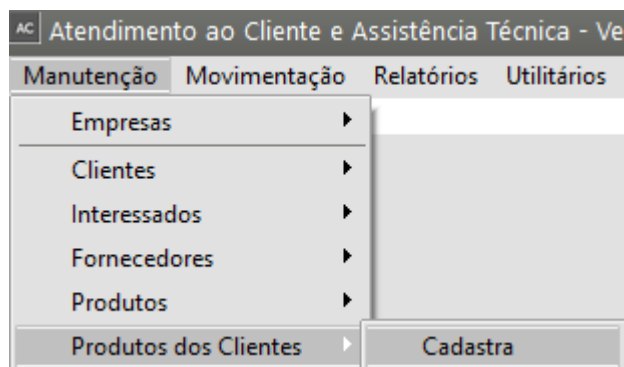 AC Atendimento ao Cliente e Assistência Técnica - Ve
Manutenção Movimentação Relatórios Utilitários
Empresas
Clientes
Interessados
Fornecedores
Produtos
Produtos dos Clientes Cadastra